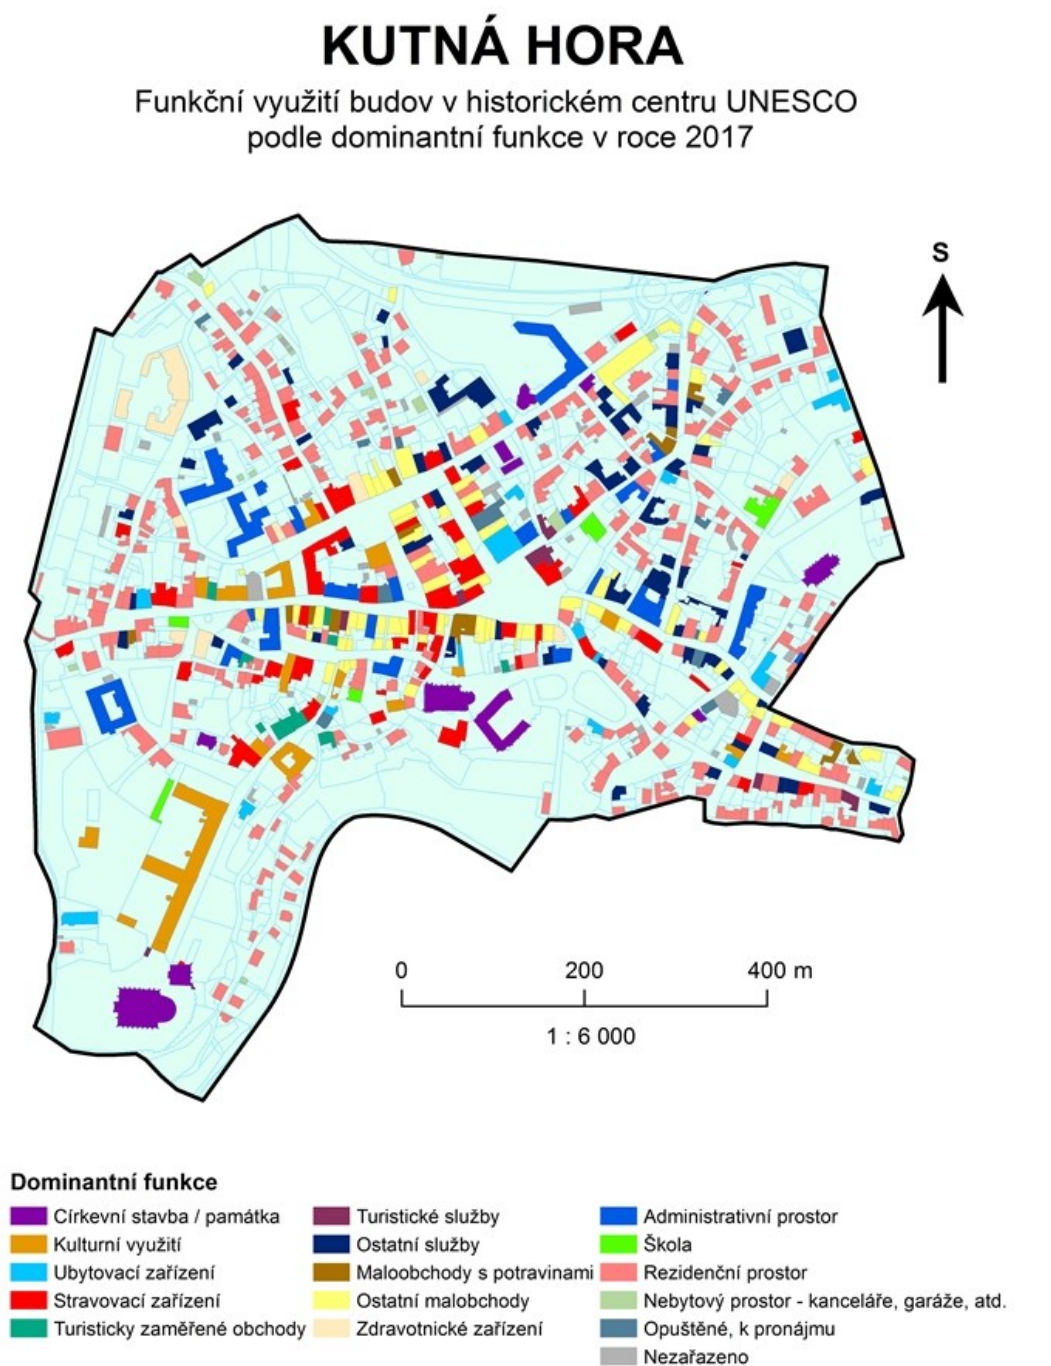 KUTNÁ HORA
Funkční využití budov v historickém centru UNESCO
podle dominantní funkce v roce 2017
S
0 200 400 m
1 : 6 000
Dominantní funkce
Církevní stavba / památka
Kulturní využití
Ubytovací zařízení
Stravovací zařízení
Turisticky zaměřené obchody
Turistické služby
Ostatní služby
Maloobchody s potravinami
Ostatní malobchody
Zdravotnické zařízení
Administrativní prostor
Škola
Rezidenční prostor
Nebytový prostor - kanceláře, garáže, atd.
Opuštěné, k pronájmu
Nezařazeno